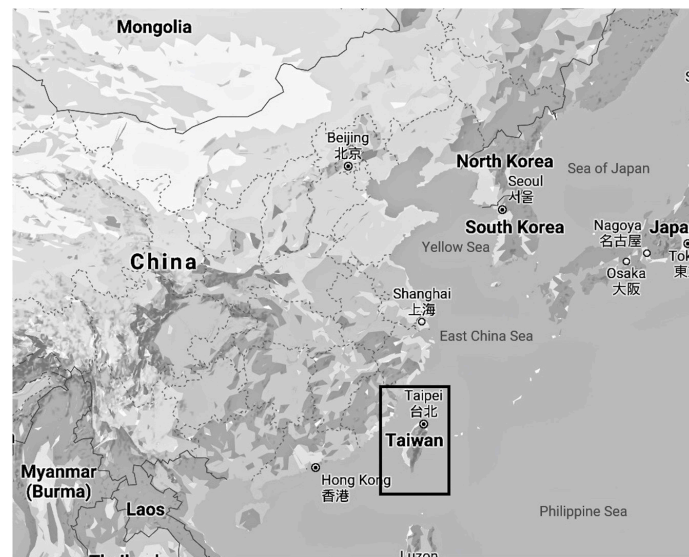 Mongolia
Beijing
北京
North Korea
Sea of Japan
Seoul
서울
South Korea
Nagoya
名古屋
Yellow Sea
China
Osaka
大阪
Shanghai
上海
East China Sea
Taipei
台北
Taiwan
Myanmar
(Burma)
Hong Kong
香港
Laos
Philippine Sea
Luzon